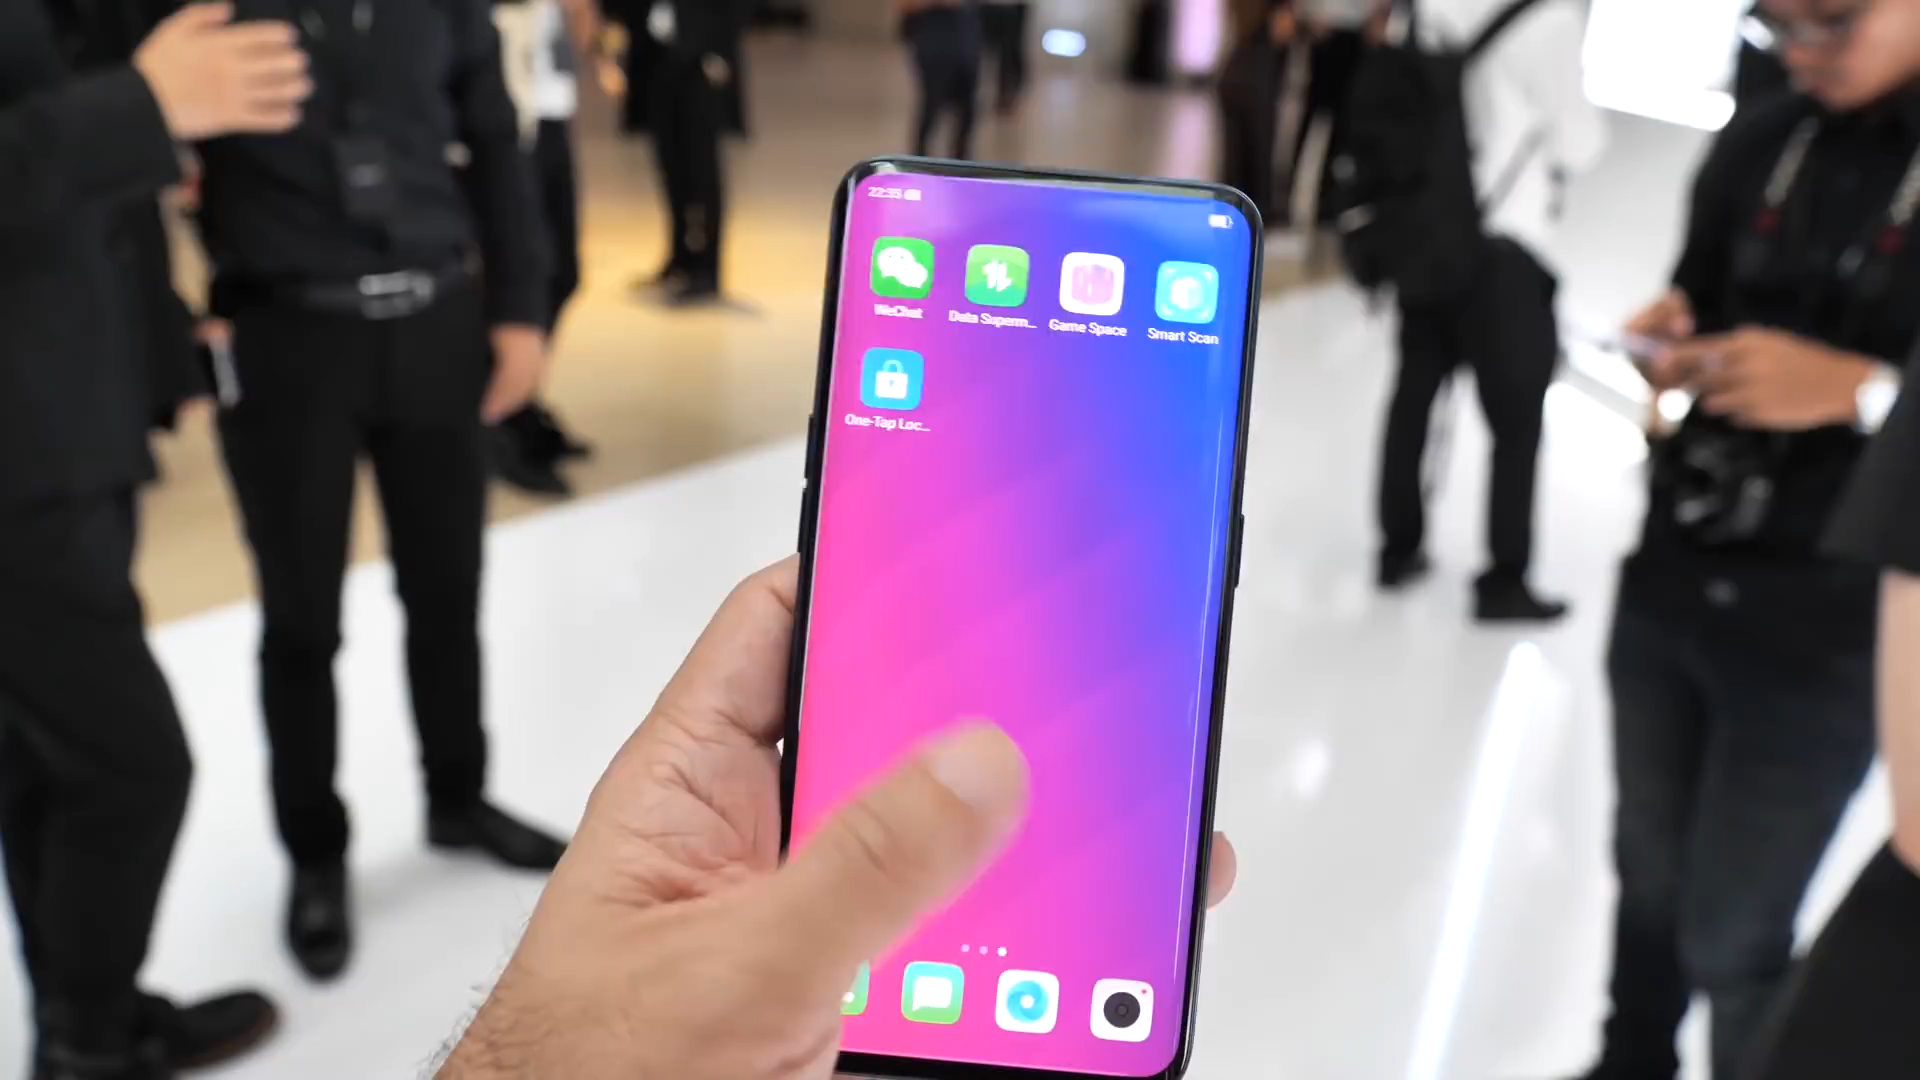 22:35
WeChat
Data Superm...
Game Space
Smart Scan
One-Tap Loc...